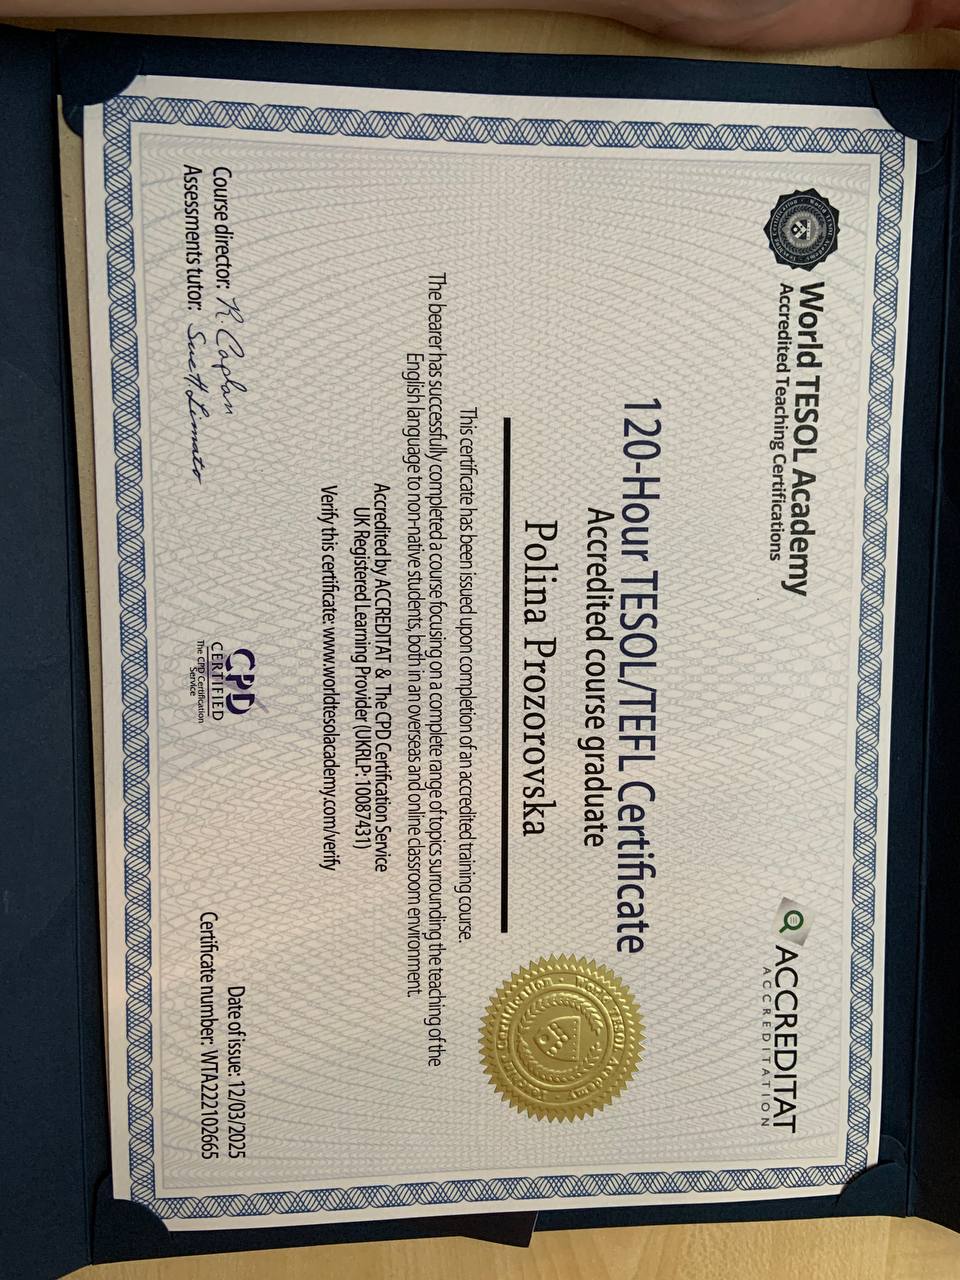 World TESOL Academy
Accredited Teaching Certifications
ACCREDITAT
ACCREDITATION
120-Hour TESOL/TEFL Certificate
Accredited course graduate
Polina Prozorovska
This certificate has been issued upon completion of an accredited training course.
The bearer has successfully completed a course focusing on a complete range of topics surrounding the teaching of the
English language to non-native students, both in an overseas and online classroom environment.
Accredited by ACCREDITAT & The CPD Certification Service
UK Registered Learning Provider (UKRLP: 10087431)
Verify this certificate: www.worldtesolacademy.com/verify
Course director: R. Caplan
Assessments tutor: Sue H. Limato
CPD
CERTIFIED
The CPD Certification
Service
Date of issue: 12/03/2025
Certificate number: WTA222102665